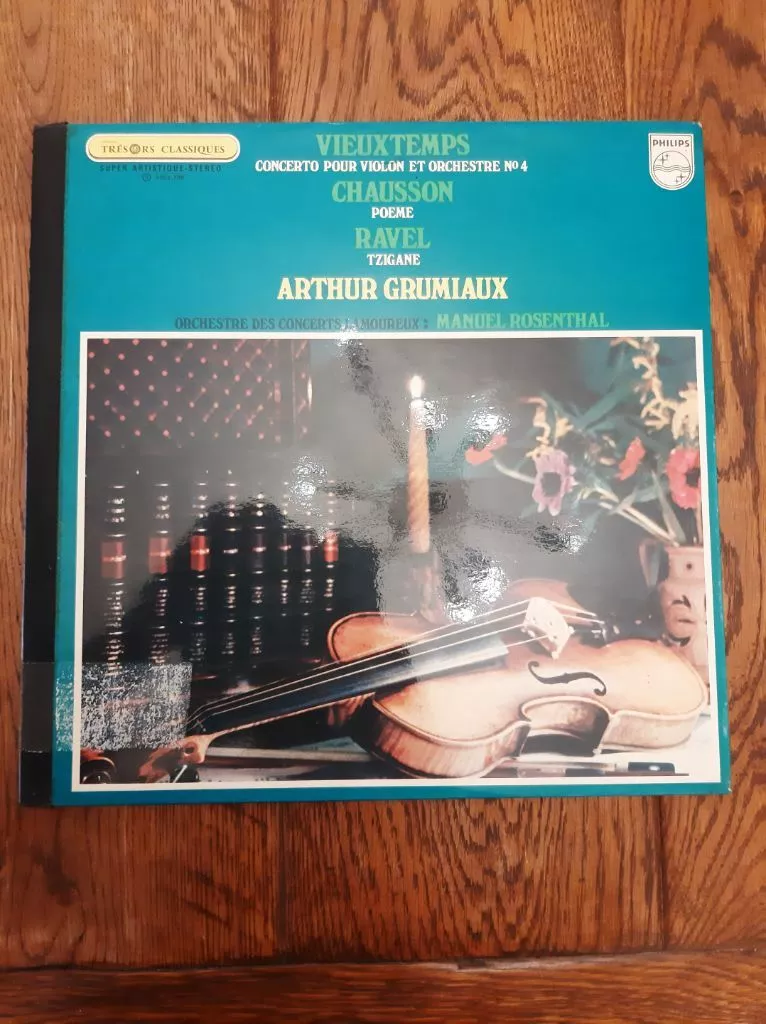 TRÉSORS CLASSIQUES
SUPER ARTISTIQUE-STEREO
VIEUXTEMPS
CONCERTO POUR VIOLON ET ORCHESTRE Nº 4
CHAUSSON
POEME
RAVEL
TZIGANE
ARTHUR GRUMIAUX
ORCHESTRE DES CONCERTS LAMOUREUX : MANUEL ROSENTHAL
PHILIPS